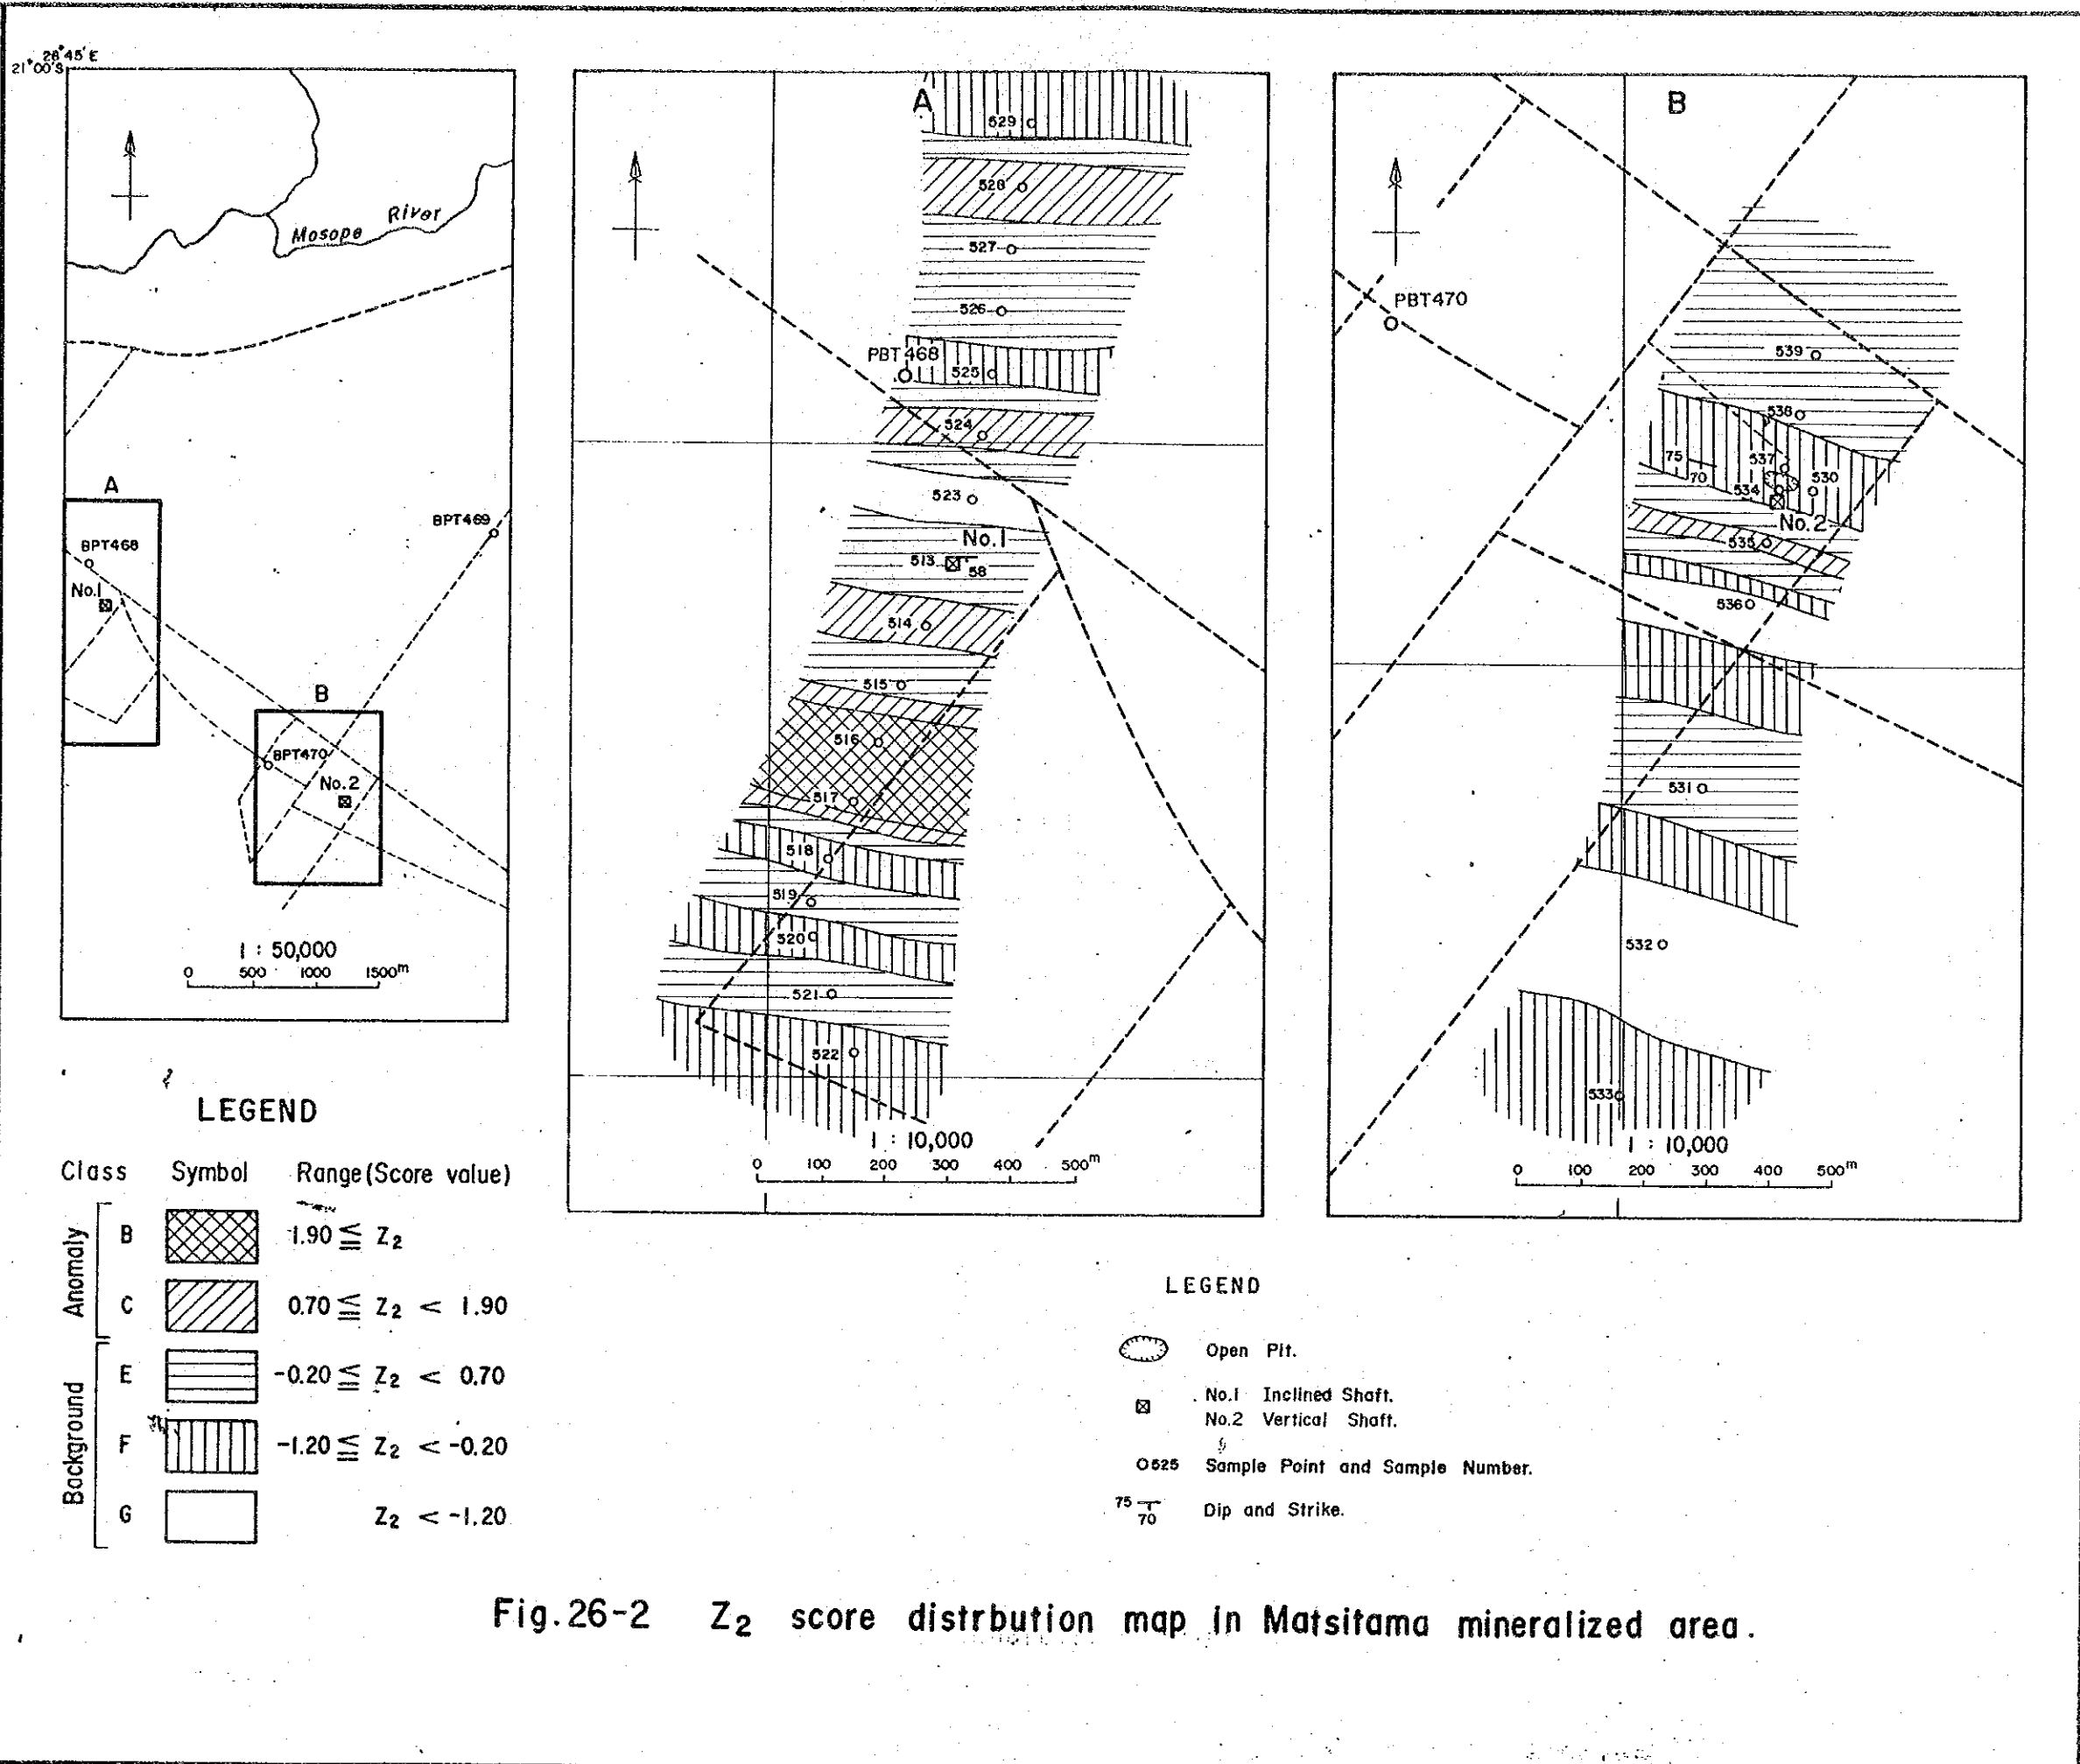 28°45'E
21°00'S
Mosope River
A
BPT468
No.1
BPT469
B
BPT470
No.2
1 : 50,000
0 500 1000 1500m
A
529
528
527
526
PBT468
525
524
523
No.1
513
58
514
515
516
517
518
519
520
521
522
1 : 10,000
0 100 200 300 400 500m
B
PBT470
539
538
537
75
70
534
530
No.2
535
536
531
532
533
1 : 10,000
0 100 200 300 400 500m
LEGEND
Class Symbol Range(Score value)
Anomaly
B 1.90 ≦ Z2
C 0.70 ≦ Z2 < 1.90
Background
E -0.20 ≦ Z2 < 0.70
F -1.20 ≦ Z2 < -0.20
G Z2 < -1.20
LEGEND
Open Pit.
No.1 Inclined Shaft.
No.2 Vertical Shaft.
O525 Sample Point and Sample Number.
75
70 Dip and Strike.
Fig.26-2 Z2 score distrbution map in Matsitama mineralized area.